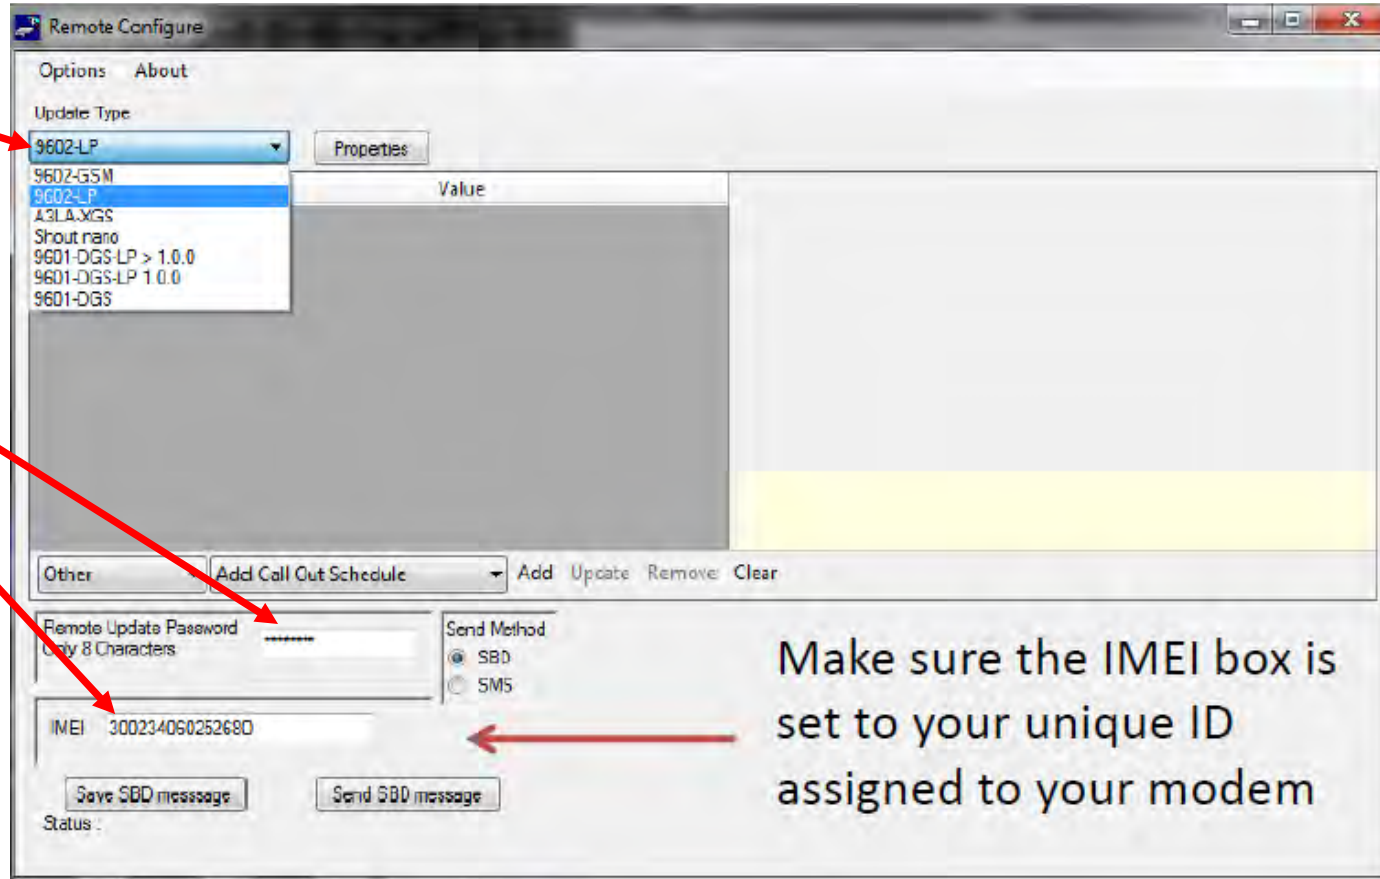 Remote Configure
Options About
Update Type
9602-LP Properties
9602-GSM
9602-LP
Value
A3LA-XGS
Shout nano
9601-DGS-LP > 1.0.0
9601-DGS-LP 1.0.0
9601-DGS
Other Add Call Out Schedule Add Update Remove Clear
Remote Update Password
Only 8 Characters
********
Send Method
SBD
SMS
IMEI 300234060252680
Save SBD messsage Send SBD message
Status :
Make sure the IMEI box is
set to your unique ID
assigned to your modem